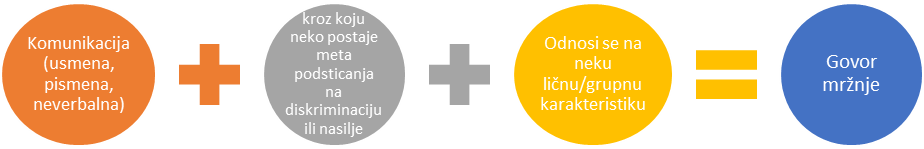 Komunikacija
(usmena,
pismena,
neverbalna)
kroz koju
neko postaje
meta
podsticanja
na
diskriminaciju
ili nasilje
Odnosi se na
neku
ličnu/grupnu
karakteristiku
Govor
mržnje